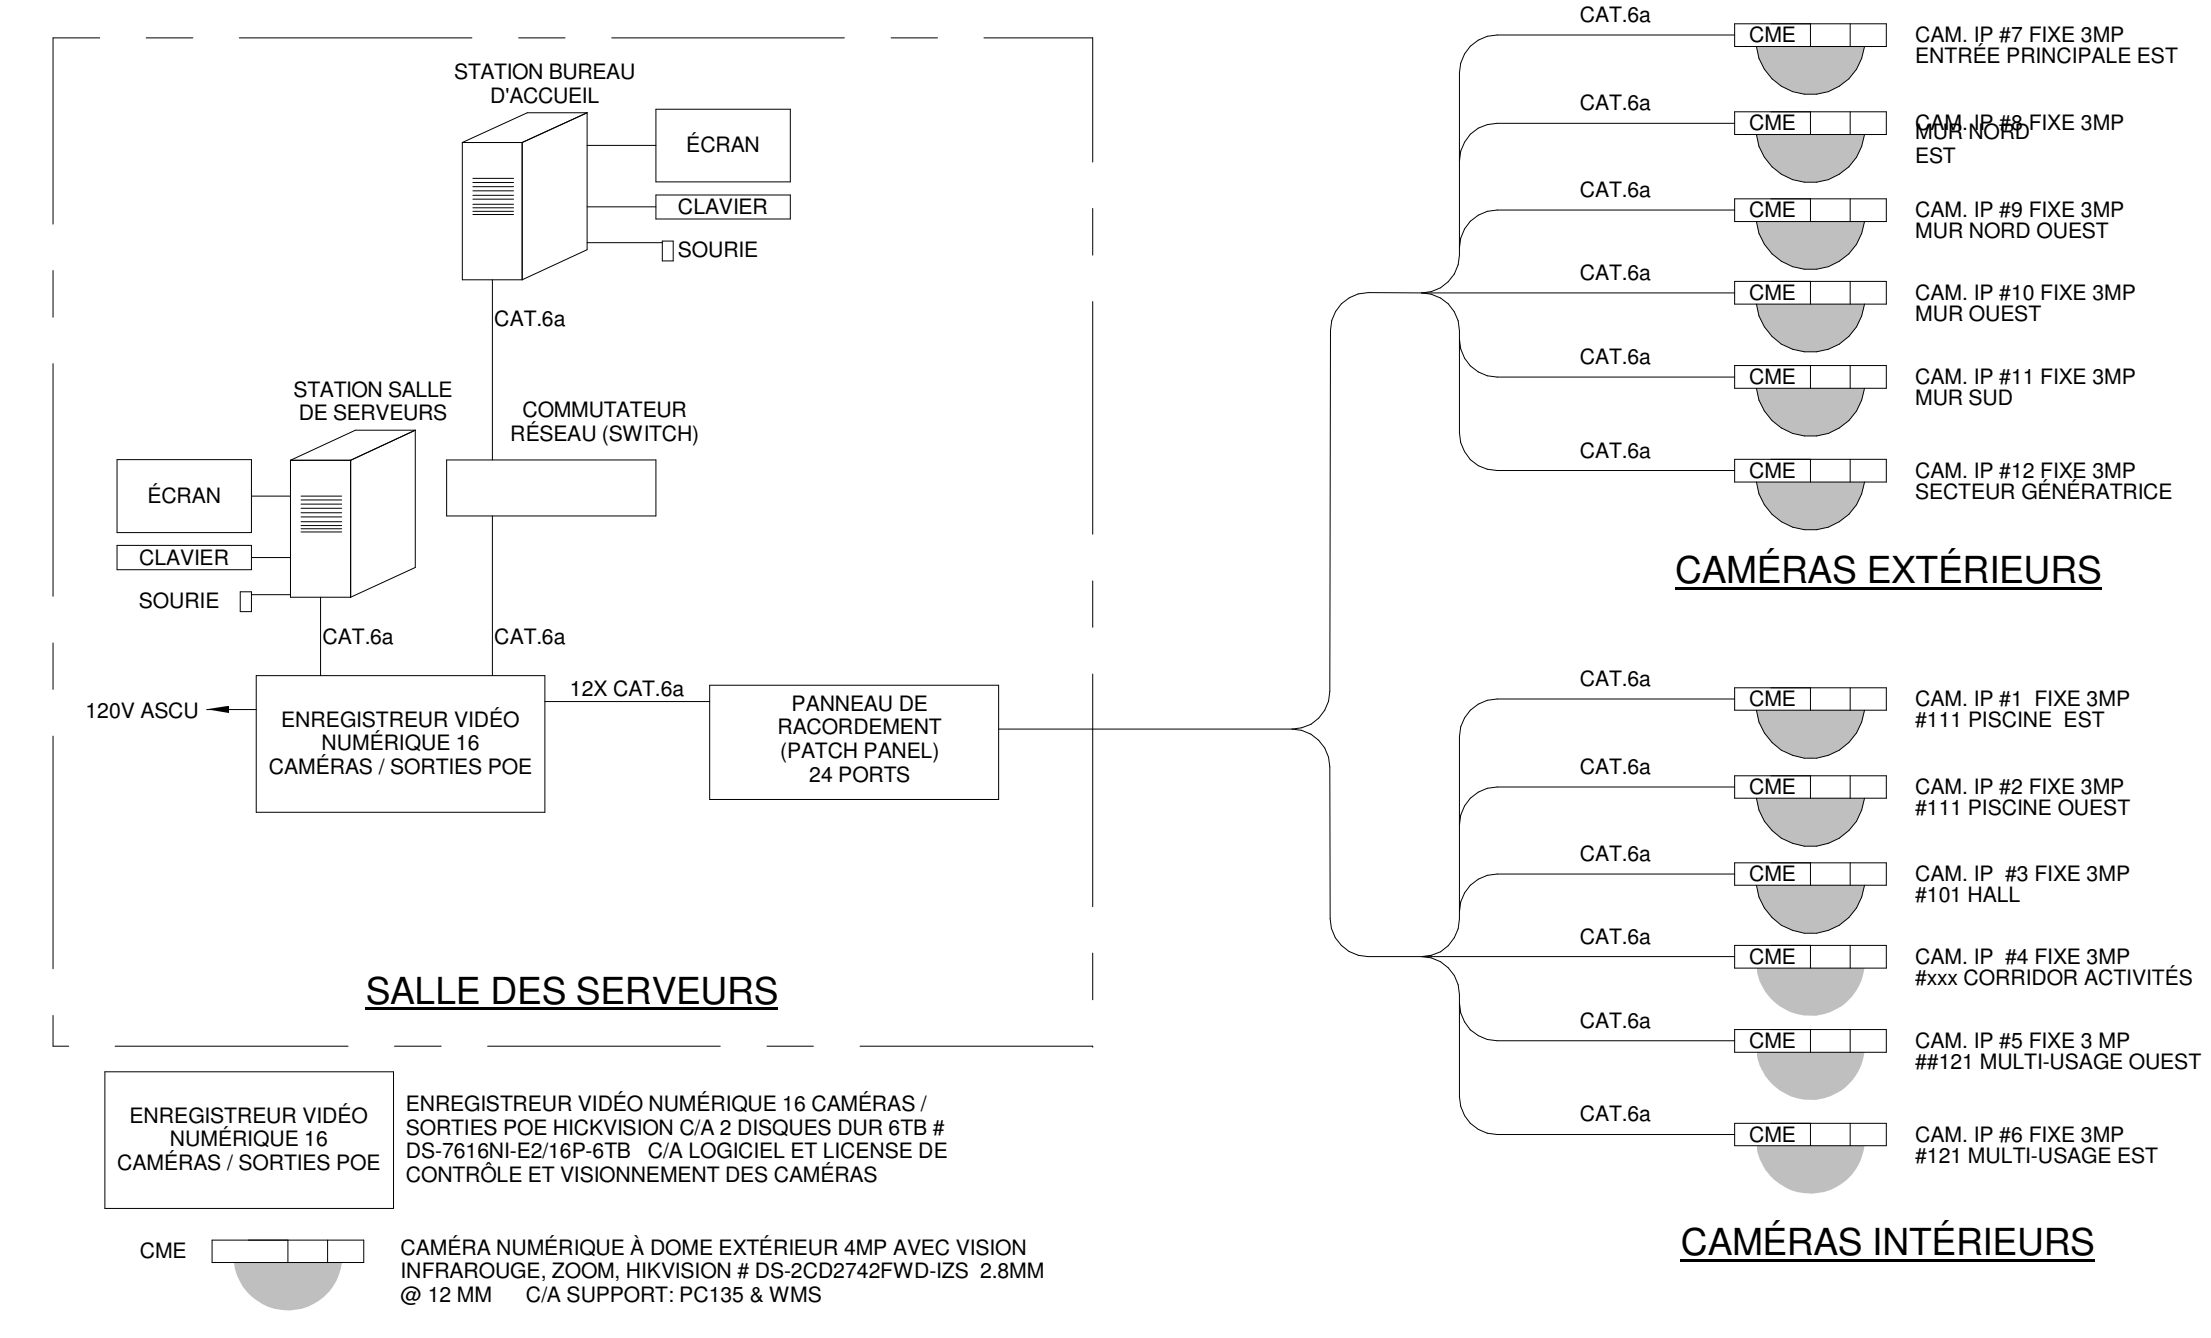 STATION BUREAU
D'ACCUEIL
ÉCRAN
CLAVIER
SOURIE
CAT.6a
STATION SALLE
DE SERVEURS
COMMUTATEUR
RÉSEAU (SWITCH)
ÉCRAN
CLAVIER
SOURIE
CAT.6a
CAT.6a
120V ASCU
ENREGISTREUR VIDÉO
NUMÉRIQUE 16
CAMÉRAS / SORTIES POE
12X CAT.6a
PANNEAU DE
RACORDEMENT
(PATCH PANEL)
24 PORTS
SALLE DES SERVEURS
CAT.6a
CME
CAM. IP #7 FIXE 3MP
ENTRÉE PRINCIPALE EST
CAT.6a
CME
CAM. IP #8 FIXE 3MP
MUR NORD
EST
CAT.6a
CME
CAM. IP #9 FIXE 3MP
MUR NORD OUEST
CAT.6a
CME
CAM. IP #10 FIXE 3MP
MUR OUEST
CAT.6a
CME
CAM. IP #11 FIXE 3MP
MUR SUD
CAT.6a
CME
CAM. IP #12 FIXE 3MP
SECTEUR GÉNÉRATRICE
CAMÉRAS EXTÉRIEURS
CAT.6a
CME
CAM. IP #1 FIXE 3MP
#111 PISCINE EST
CAT.6a
CME
CAM. IP #2 FIXE 3MP
#111 PISCINE OUEST
CAT.6a
CME
CAM. IP #3 FIXE 3MP
#101 HALL
CAT.6a
CME
CAM. IP #4 FIXE 3MP
#xxx CORRIDOR ACTIVITÉS
CAT.6a
CME
CAM. IP #5 FIXE 3 MP
##121 MULTI-USAGE OUEST
CAT.6a
CME
CAM. IP #6 FIXE 3MP
#121 MULTI-USAGE EST
CAMÉRAS INTÉRIEURS
ENREGISTREUR VIDÉO
NUMÉRIQUE 16
CAMÉRAS / SORTIES POE
ENREGISTREUR VIDÉO NUMÉRIQUE 16 CAMÉRAS /
SORTIES POE HICKVISION C/A 2 DISQUES DUR 6TB #
DS-7616NI-E2/16P-6TB C/A LOGICIEL ET LICENSE DE
CONTRÔLE ET VISIONNEMENT DES CAMÉRAS
CME
CAMÉRA NUMÉRIQUE À DOME EXTÉRIEUR 4MP AVEC VISION
INFRAROUGE, ZOOM, HIKVISION # DS-2CD2742FWD-IZS 2.8MM
@ 12 MM C/A SUPPORT: PC135 & WMS